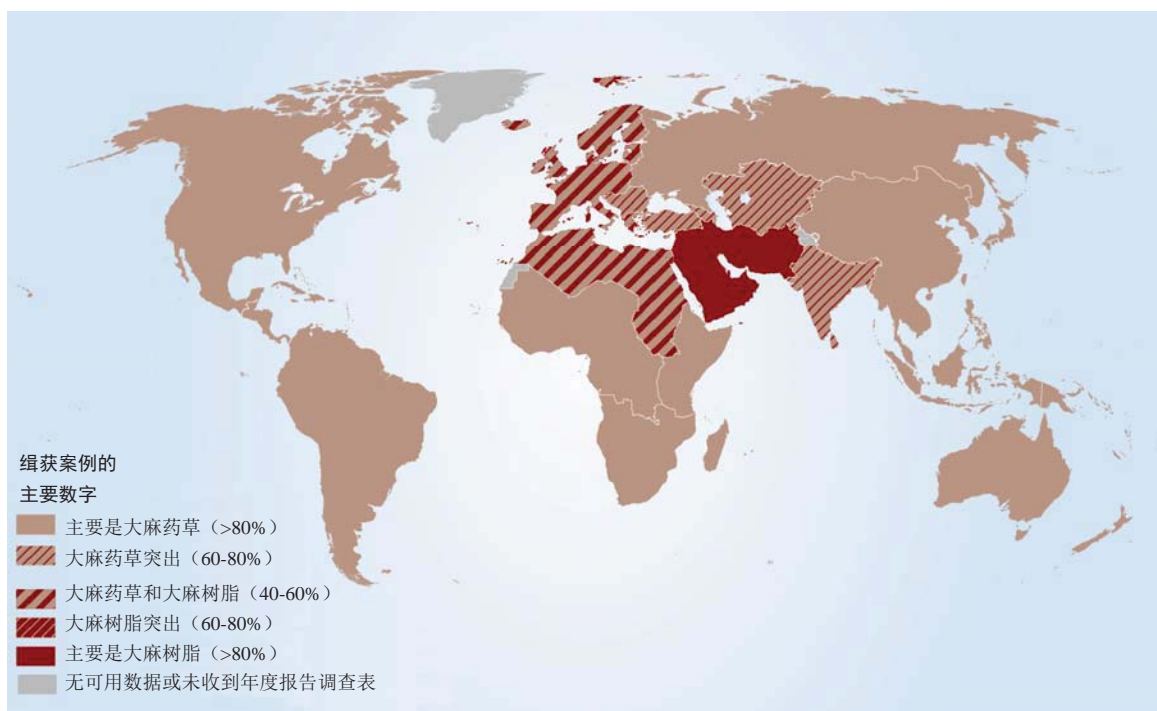 缉获案例的
主要数字
主要是大麻药草（>80%）
大麻药草突出（60-80%）
大麻药草和大麻树脂（40-60%）
大麻树脂突出（60-80%）
主要是大麻树脂（>80%）
无可用数据或未收到年度报告调查表